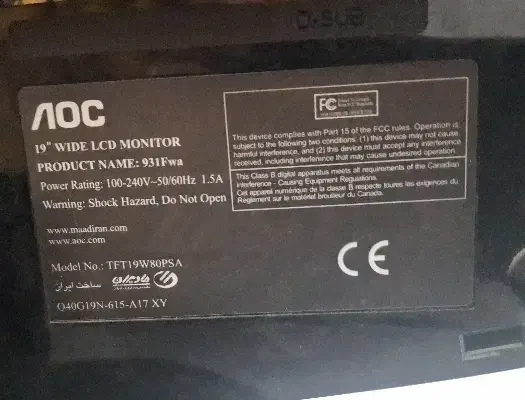 D-SUB
AOC
19" WIDE LCD MONITOR
PRODUCT NAME: 931Fwa
Power Rating: 100-240V~50/60Hz 1.5A
Warning: Shock Hazard, Do Not Open
www.maadiran.com
www.aoc.com
Model No.: TFT19W80PSA
ماديران
ساخت ايران
Q40G19N-615-A17 XY
FC
This device complies with Part 15 of the FCC rules. Operation is
subject to the following two conditions: (1) this device may not cause
harmful interference, and (2) this device must accept any interference
received, including interference that may cause undesired operation.
This Class B digital apparatus meets all requirements of the Canadian
Interference - Causing Equipment Regulations.
Cet appareil numérique de la classe B respecte toutes les exigences du
Règlement sur le matériel brouilleur du Canada.
CE